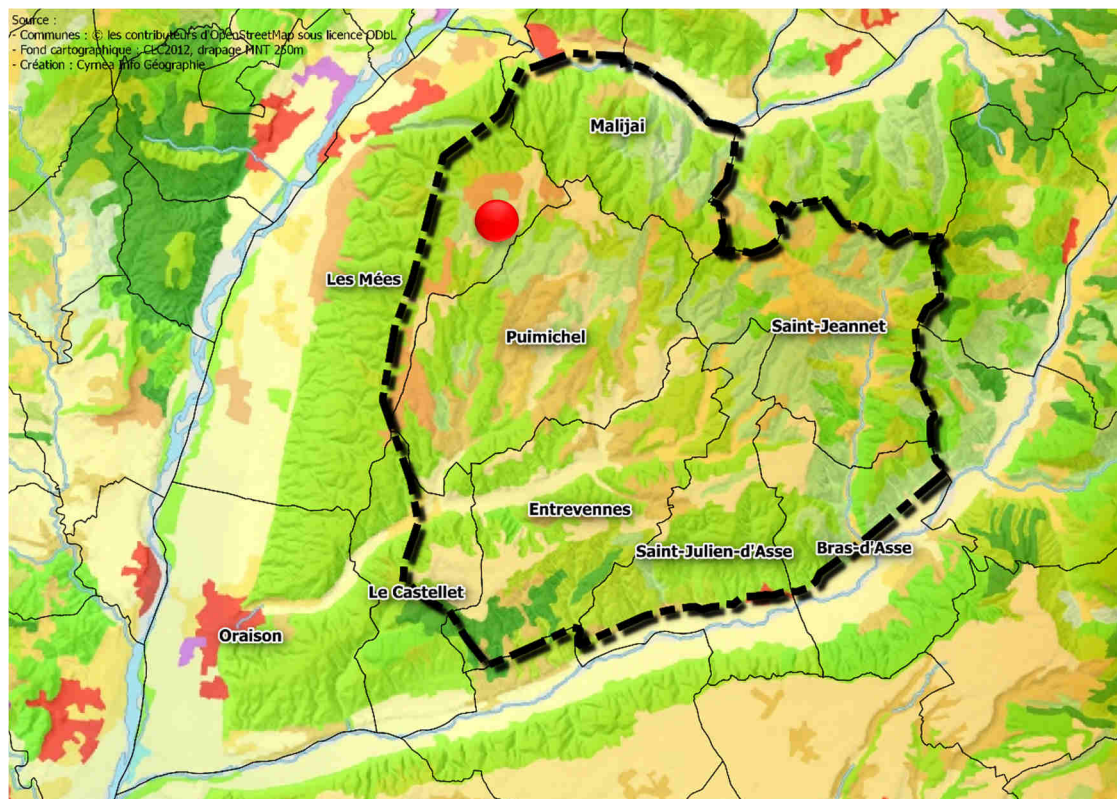 Source :
- Communes : © les contributeurs d'OpenStreetMap sous licence ODbL
- Fond cartographique : CLC2012, drapage MNT 250m
- Création : Cymea Info Géographie
Malijai
Les Mées
Saint-Jeannet
Puimichel
Entrevennes
Saint-Julien-d'Asse
Bras-d'Asse
Le Castellet
Oraison